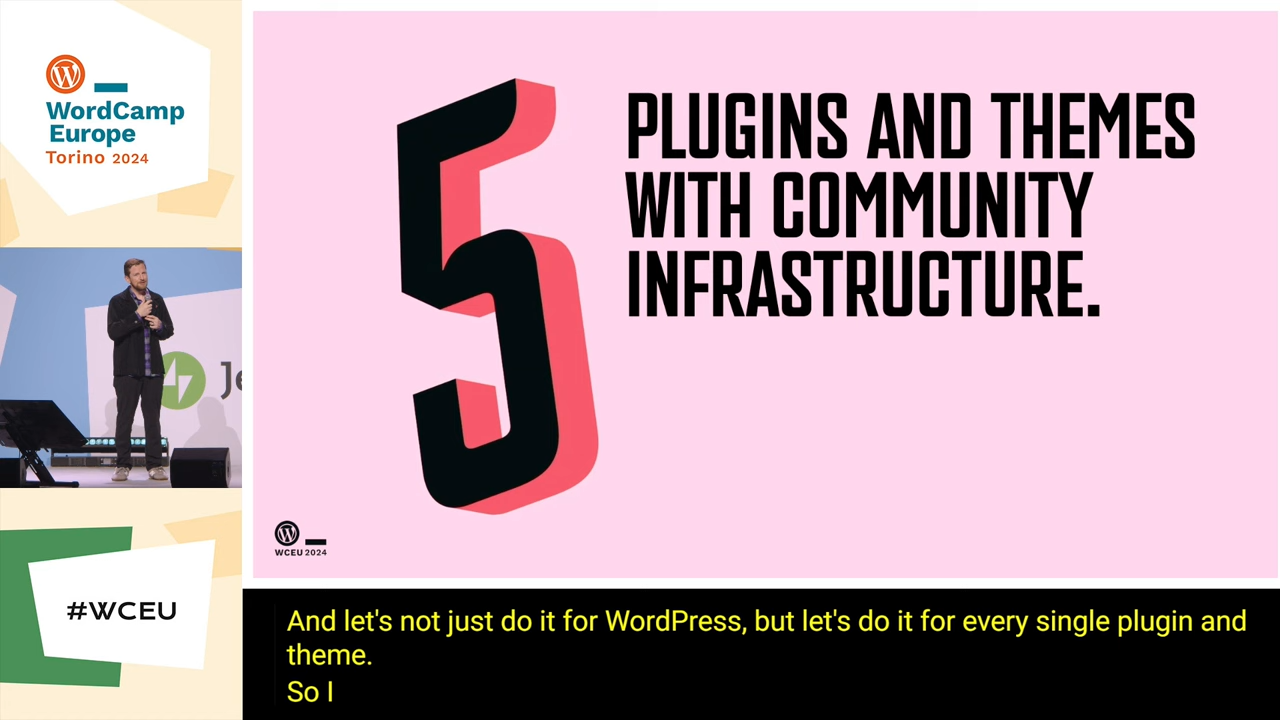 WordCamp
Europe
Torino 2024
Je
#WCEU
5
PLUGINS AND THEMES
WITH COMMUNITY
INFRASTRUCTURE.
WCEU 2024
And let's not just do it for WordPress, but let's do it for every single plugin and
theme.
So I